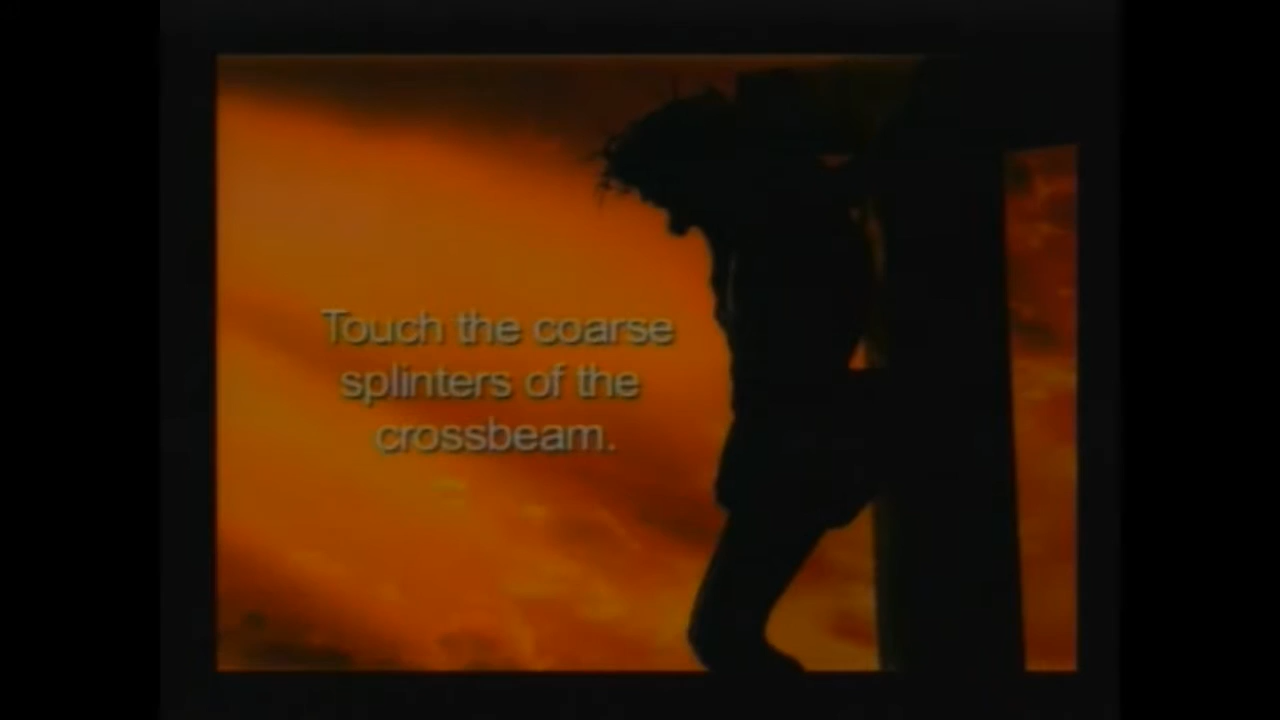 Touch the coarse
splinters of the
crossbeam.